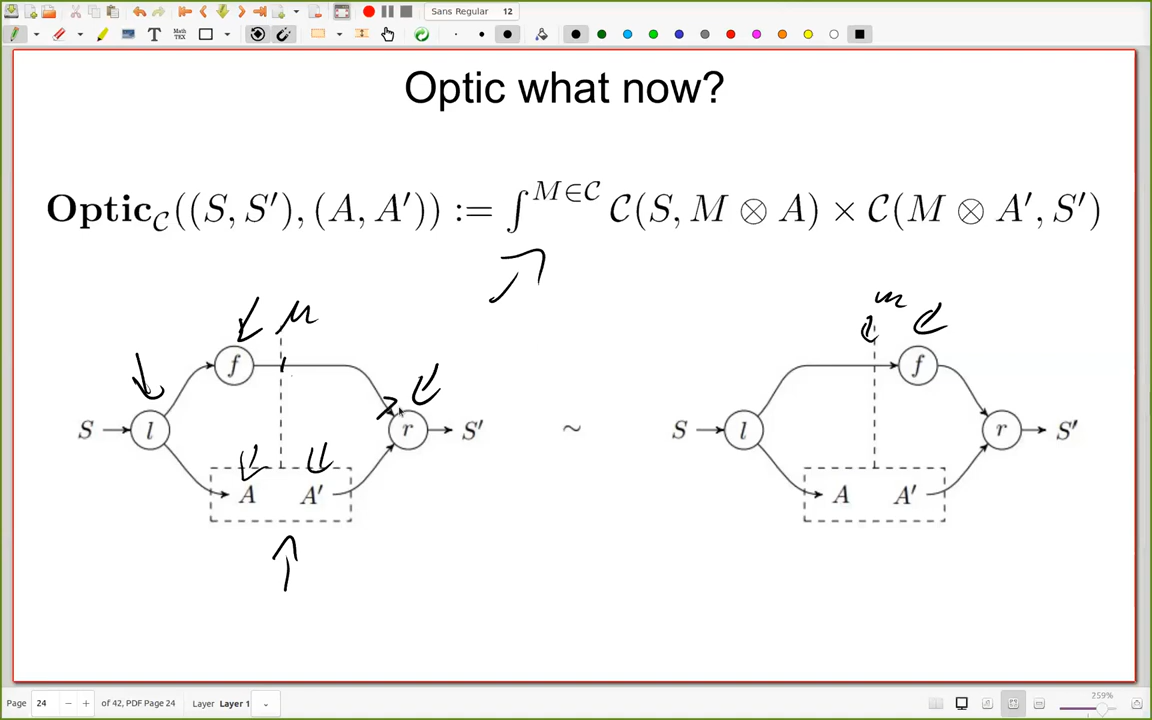 Sans Regular 12
Optic what now?
Optic_C((S, S′), (A, A′)) := ∫^{M∈C} C(S, M ⊗ A) × C(M ⊗ A′, S′)
M
m
f
f
S l r S′ ∼ S l r S′
A A′
A A′
Page 24 of 42, PDF Page 24 Layer Layer 1
259%